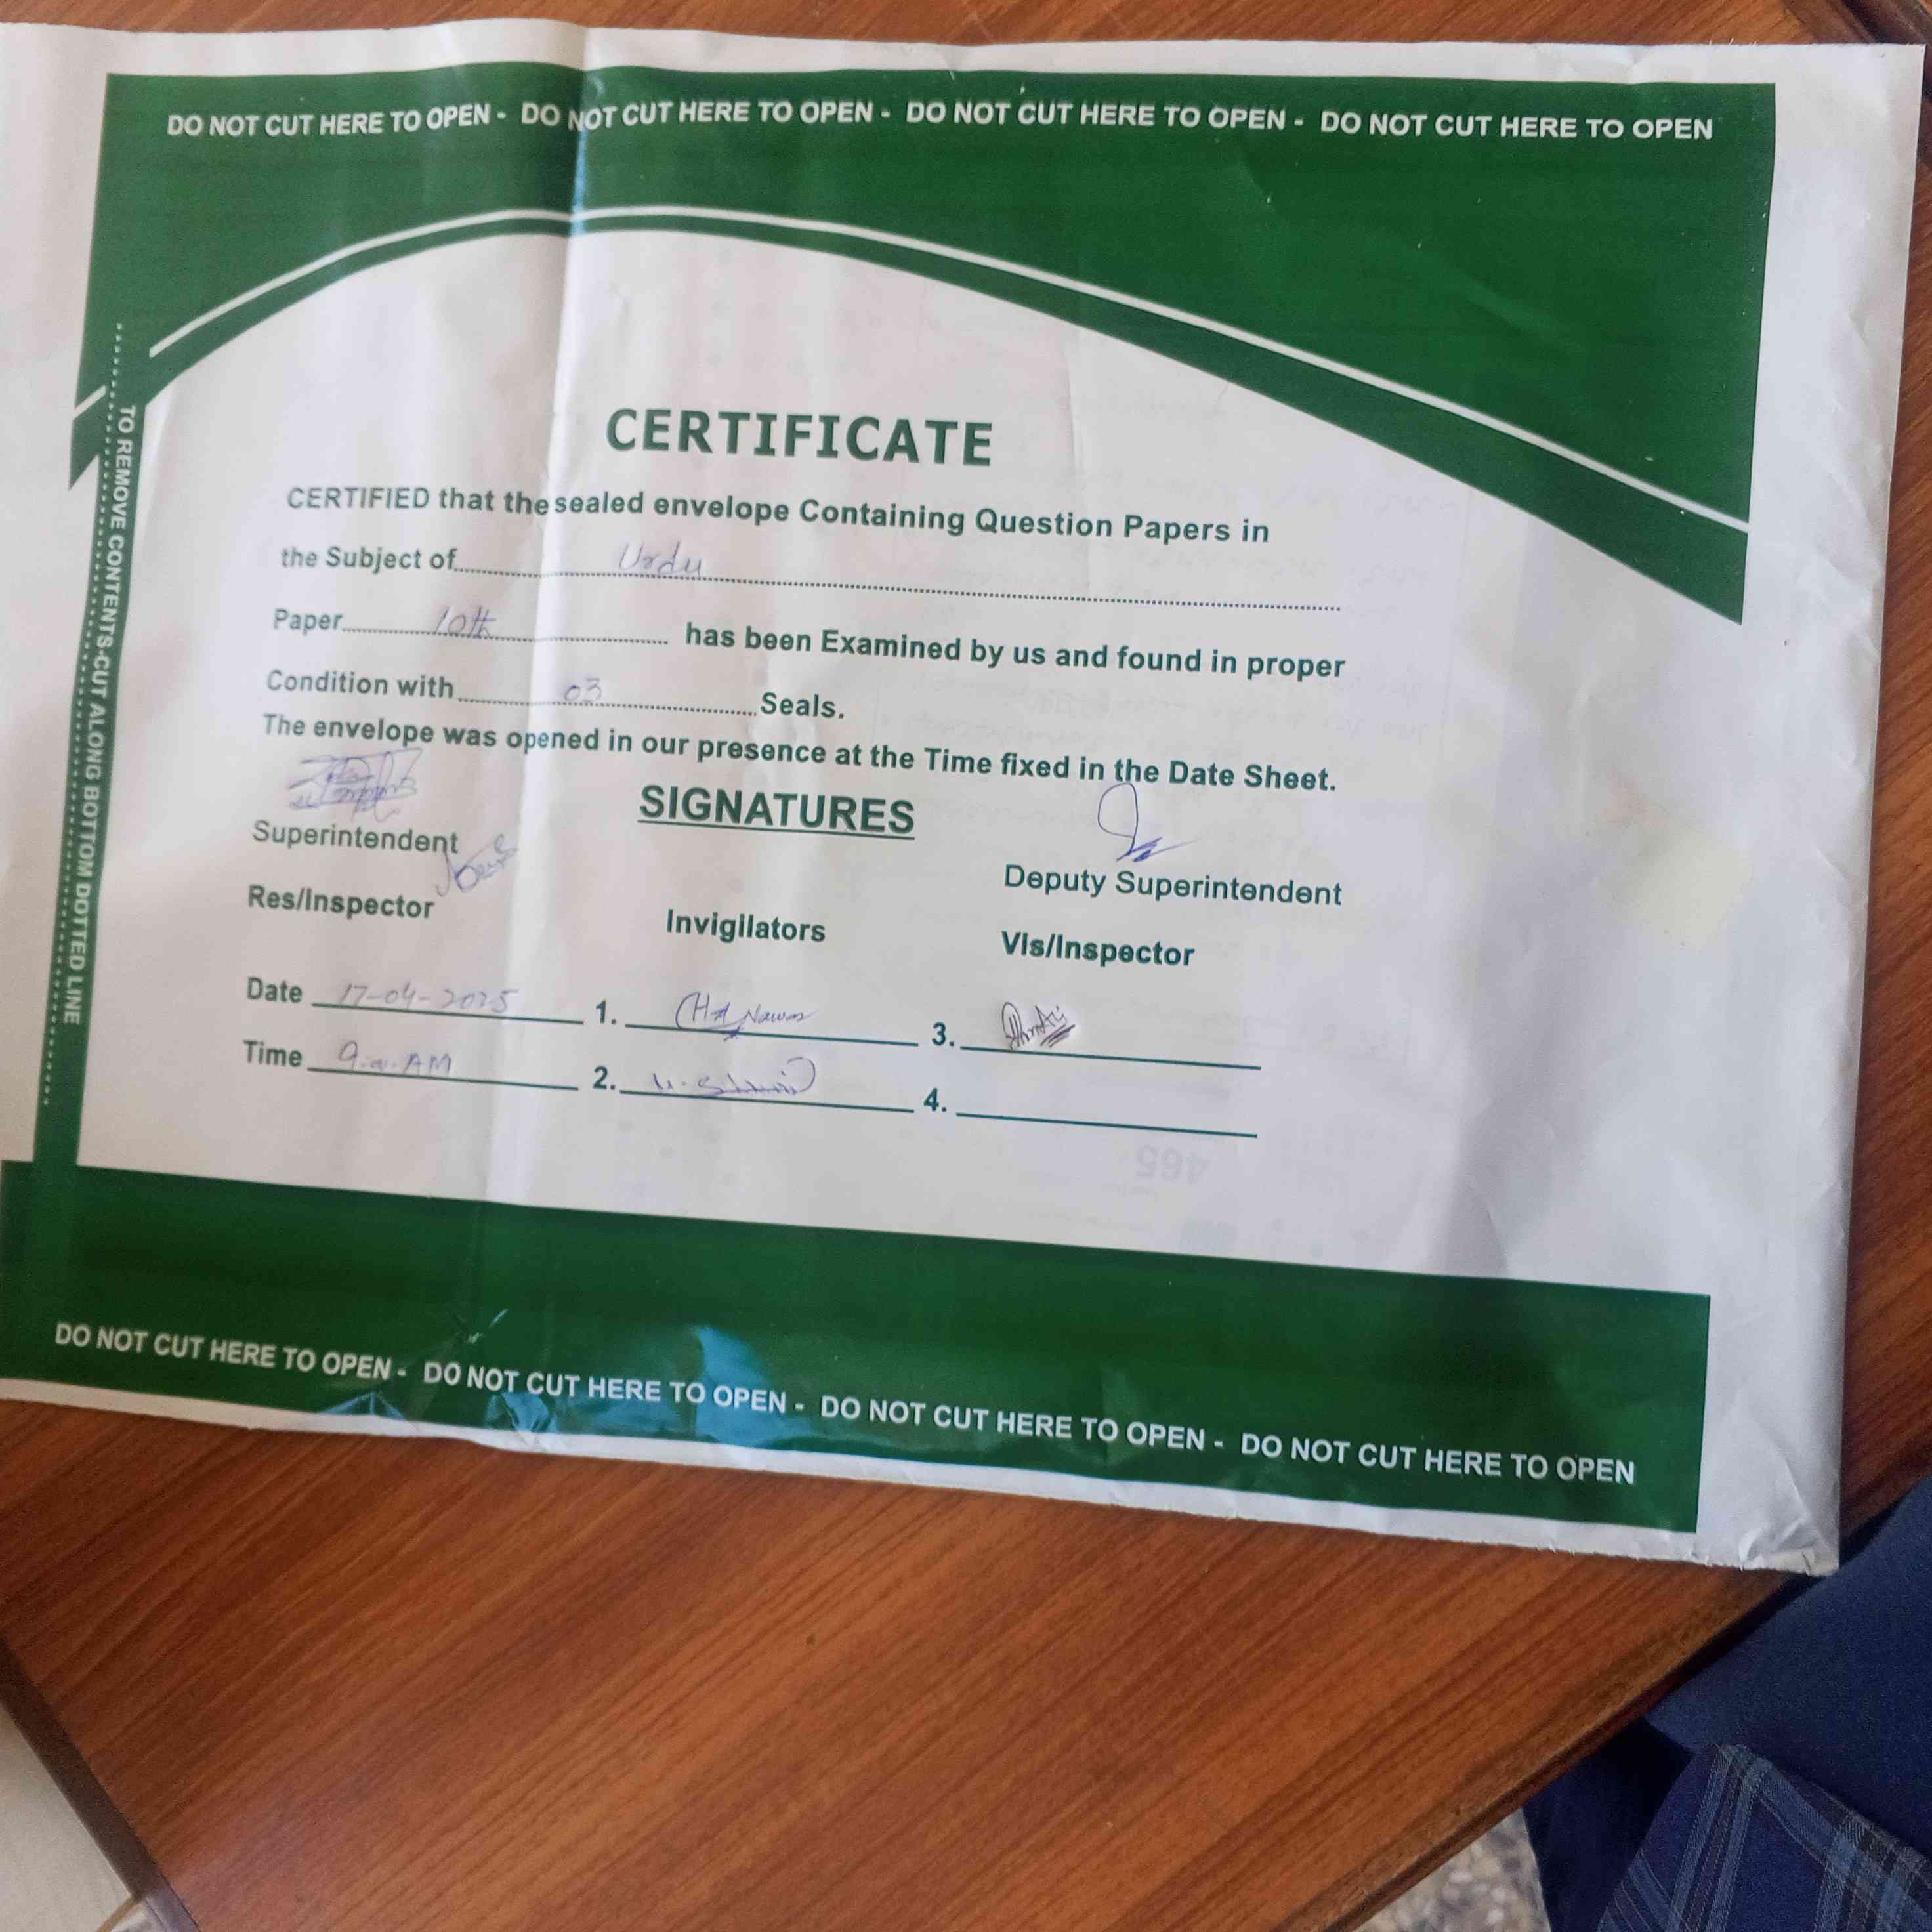 DO NOT CUT HERE TO OPEN - DO NOT CUT HERE TO OPEN - DO NOT CUT HERE TO OPEN - DO NOT CUT HERE TO OPEN
TO REMOVE CONTENTS CUT ALONG BOTTOM DOTTED LINE
CERTIFICATE
CERTIFIED that the sealed envelope Containing Question Papers in
the Subject of Urdu
Paper 10th has been Examined by us and found in proper
Condition with 03 Seals.
The envelope was opened in our presence at the Time fixed in the Date Sheet.
SIGNATURES
Superintendent
Deputy Superintendent
Res/Inspector
Invigilators
VIs/Inspector
Date 17-04-2025 1. Nawaz 3.
Time AM 2. 4.
465
DO NOT CUT HERE TO OPEN - DO NOT CUT HERE TO OPEN - DO NOT CUT HERE TO OPEN - DO NOT CUT HERE TO OPEN